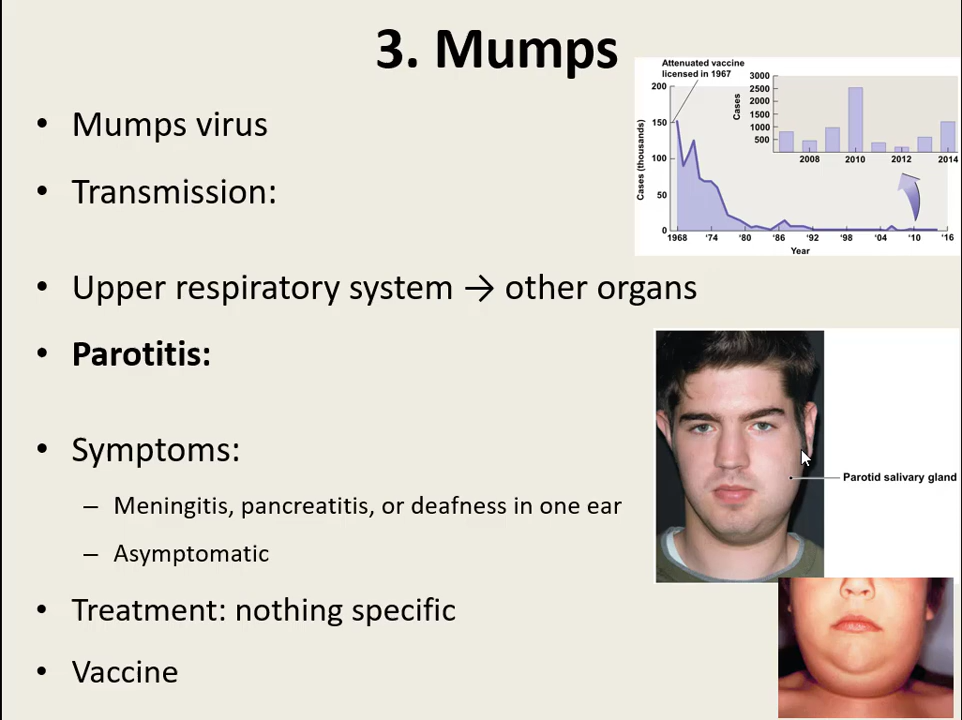 3. Mumps
• Mumps virus
• Transmission:
• Upper respiratory system → other organs
• Parotitis:
• Symptoms:
– Meningitis, pancreatitis, or deafness in one ear
– Asymptomatic
• Treatment: nothing specific
• Vaccine
Attenuated vaccine
licensed in 1967
Cases (thousands)
200
150
100
50
0
1968 '74 '80 '86 '92 '98 '04 '10 '16
Year
Cases
3000
2500
2000
1500
1000
500
2008 2010 2012 2014
Parotid salivary gland